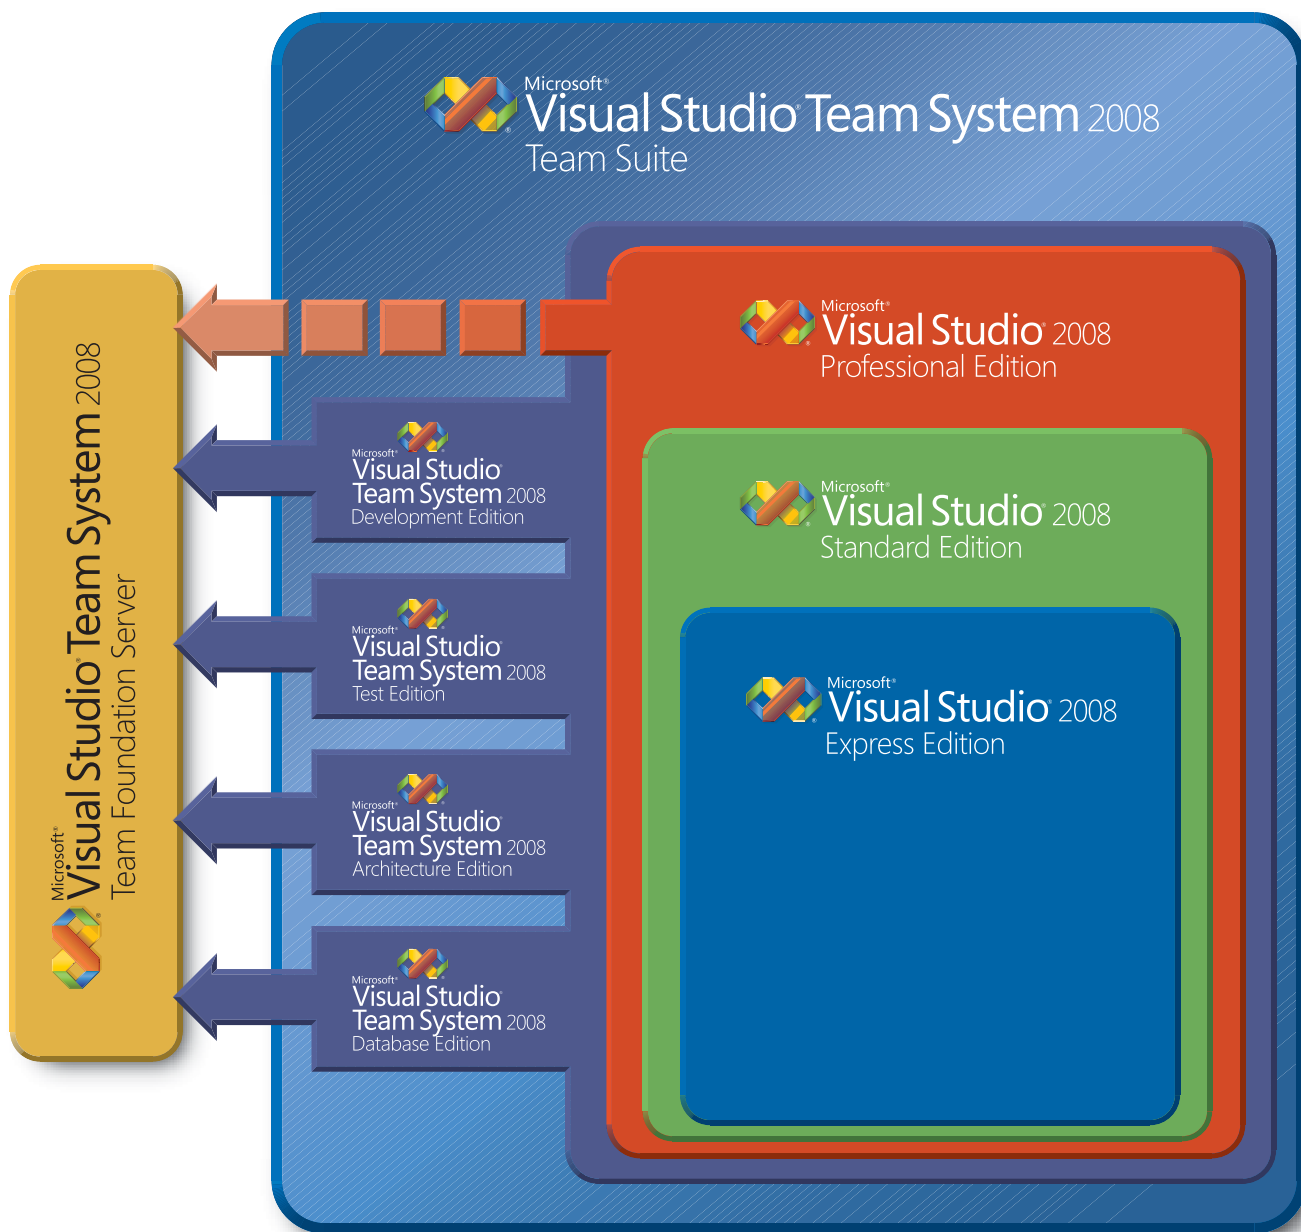 Microsoft®
Visual Studio® Team System 2008
Team Suite
Microsoft®
Visual Studio® 2008
Professional Edition
Microsoft®
Visual Studio® 2008
Standard Edition
Microsoft®
Visual Studio® 2008
Express Edition
Microsoft®
Visual Studio®
Team System 2008
Development Edition
Microsoft®
Visual Studio®
Team System 2008
Test Edition
Microsoft®
Visual Studio®
Team System 2008
Architecture Edition
Microsoft®
Visual Studio®
Team System 2008
Database Edition
Microsoft®
Visual Studio® Team System 2008
Team Foundation Server